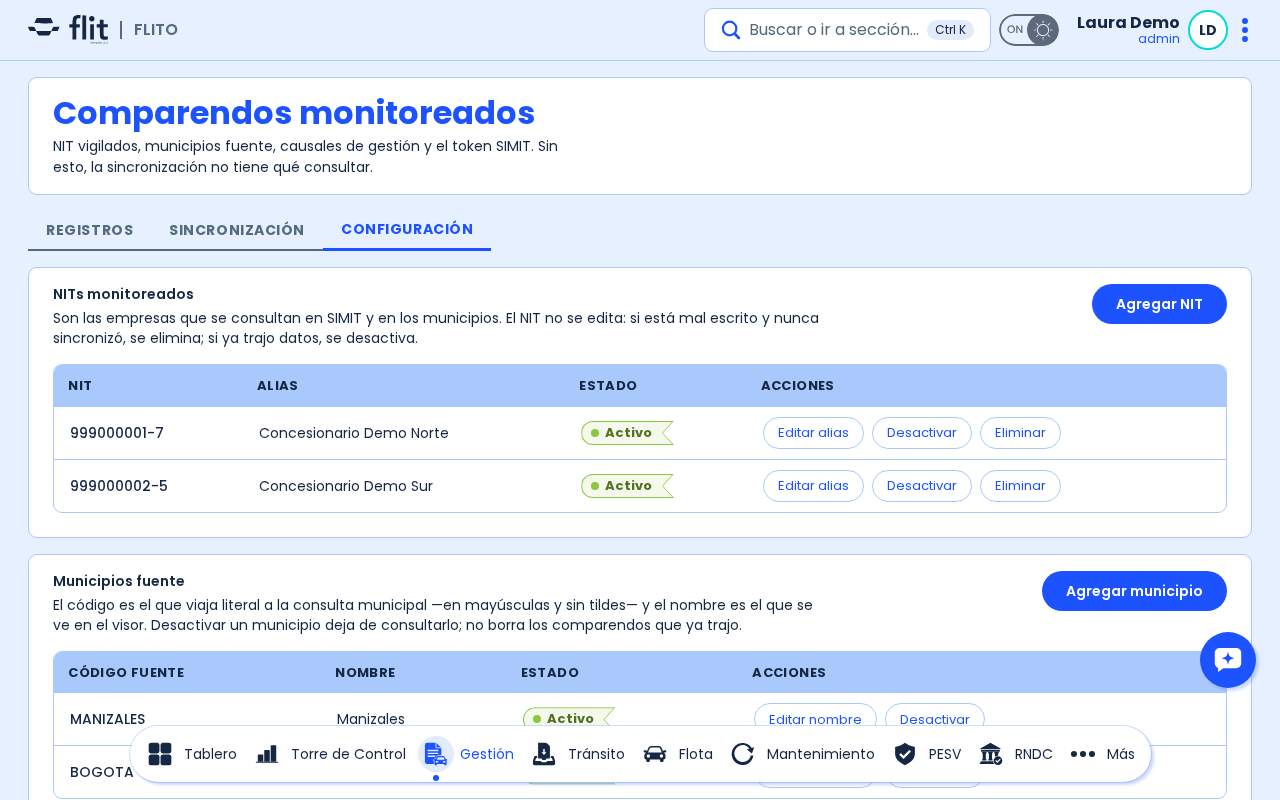 flit
FLITO
Buscar o ir a sección...
Ctrl K
ON
Laura Demo
admin
LD
Comparendos monitoreados
NIT vigilados, municipios fuente, causales de gestión y el token SIMIT. Sin
esto, la sincronización no tiene qué consultar.
REGISTROS
SINCRONIZACIÓN
CONFIGURACIÓN
NITs monitoreados
Son las empresas que se consultan en SIMIT y en los municipios. El NIT no se edita: si está mal escrito y nunca
sincronizó, se elimina; si ya trajo datos, se desactiva.
Agregar NIT
NIT ALIAS ESTADO ACCIONES
999000001-7 Concesionario Demo Norte Activo Editar alias Desactivar Eliminar
999000002-5 Concesionario Demo Sur Activo Editar alias Desactivar Eliminar
Municipios fuente
El código es el que viaja literal a la consulta municipal —en mayúsculas y sin tildes— y el nombre es el que se
ve en el visor. Desactivar un municipio deja de consultarlo; no borra los comparendos que ya trajo.
Agregar municipio
CÓDIGO FUENTE NOMBRE ESTADO ACCIONES
MANIZALES Manizales Activo Editar nombre Desactivar
BOGOTA
Tablero
Torre de Control
Gestión
Tránsito
Flota
Mantenimiento
PESV
RNDC
Más